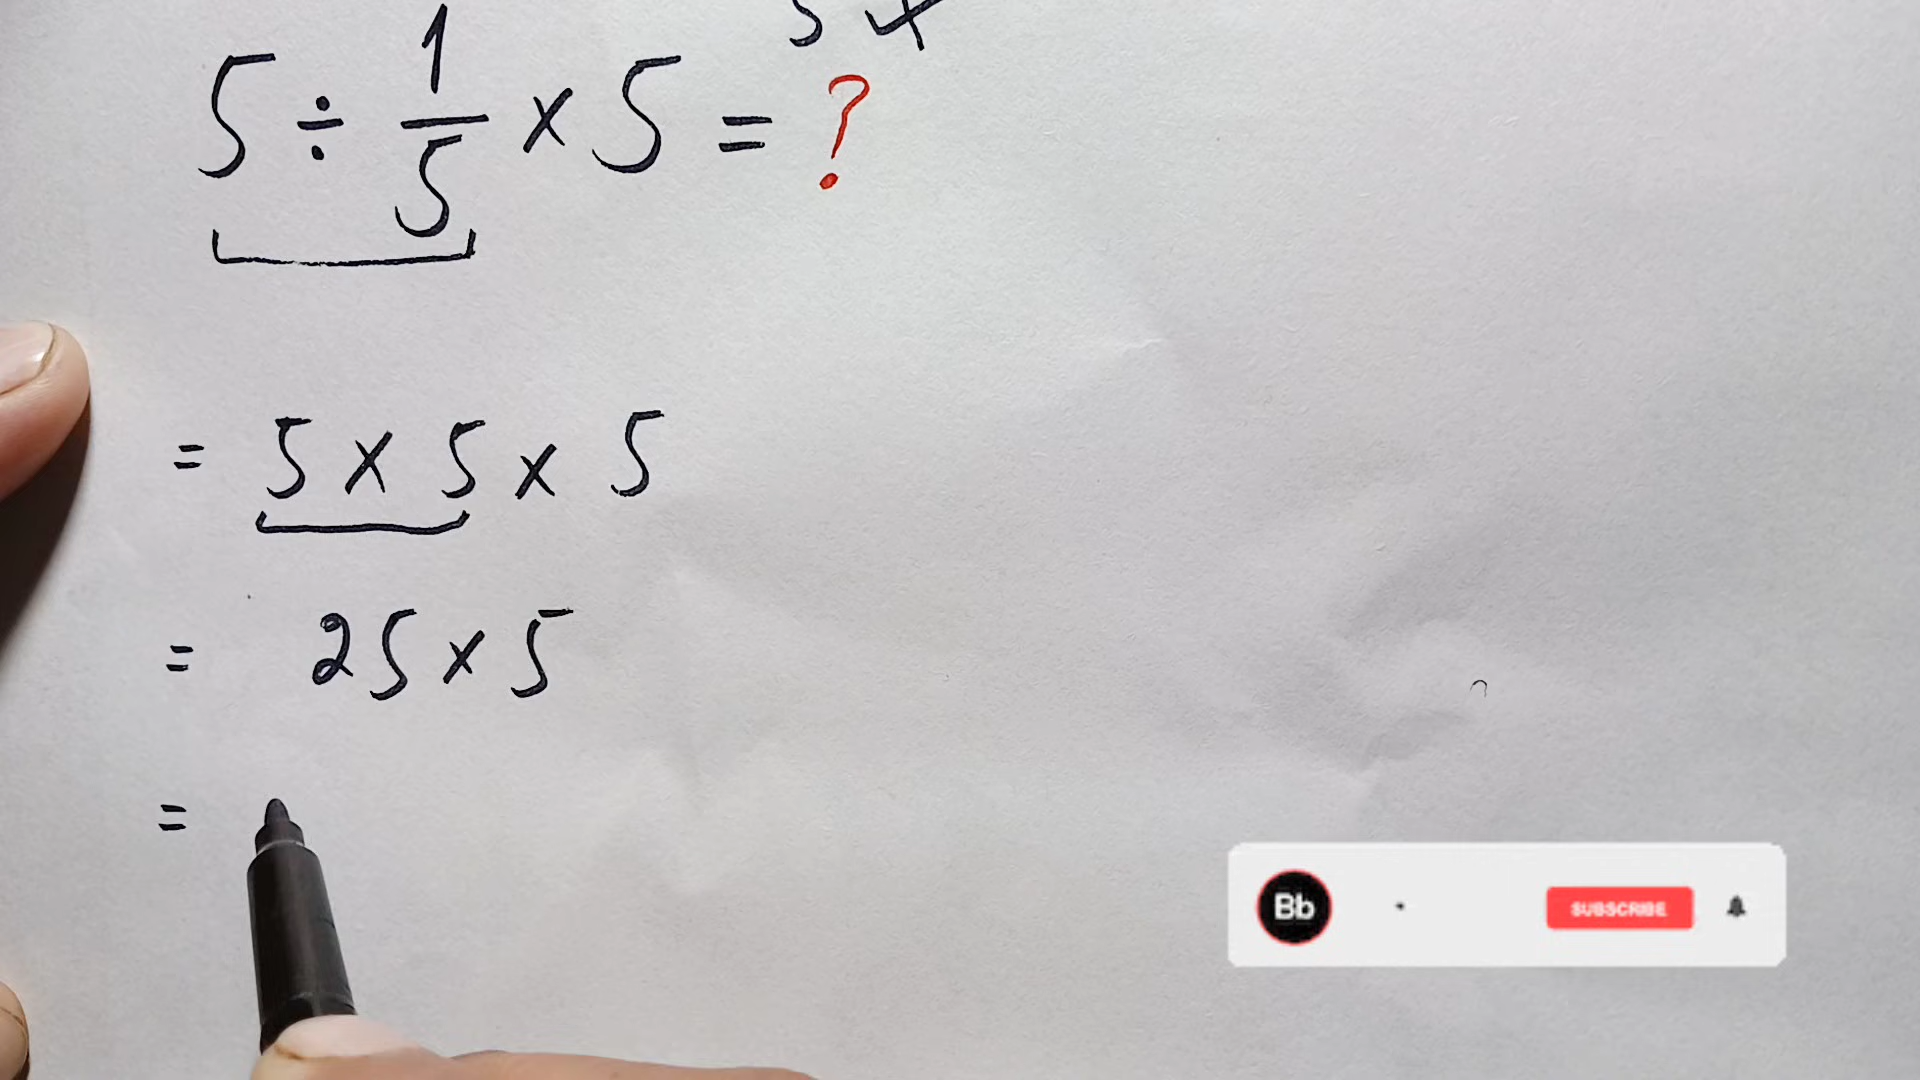 5 ÷ 1/5 × 5 = ?
= 5 × 5 × 5
= 25 × 5
=
Bb
SUBSCRIBE